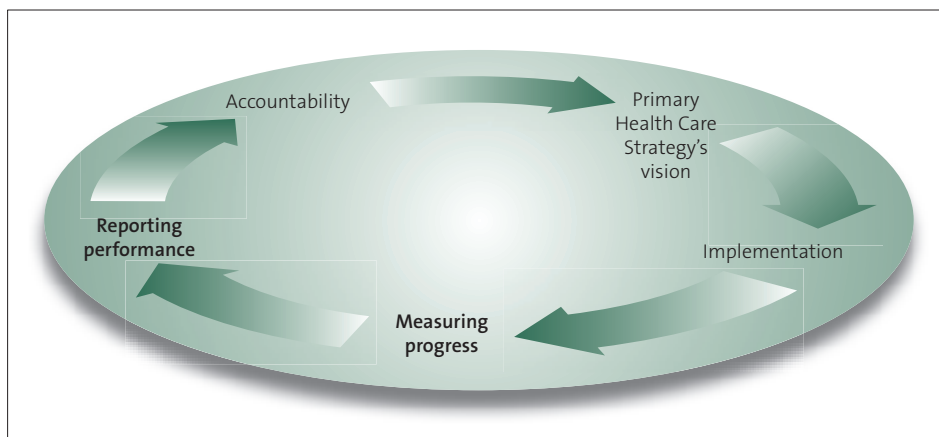 Accountability
Primary
Health Care
Strategy’s
vision
Reporting
performance
Implementation
Measuring
progress